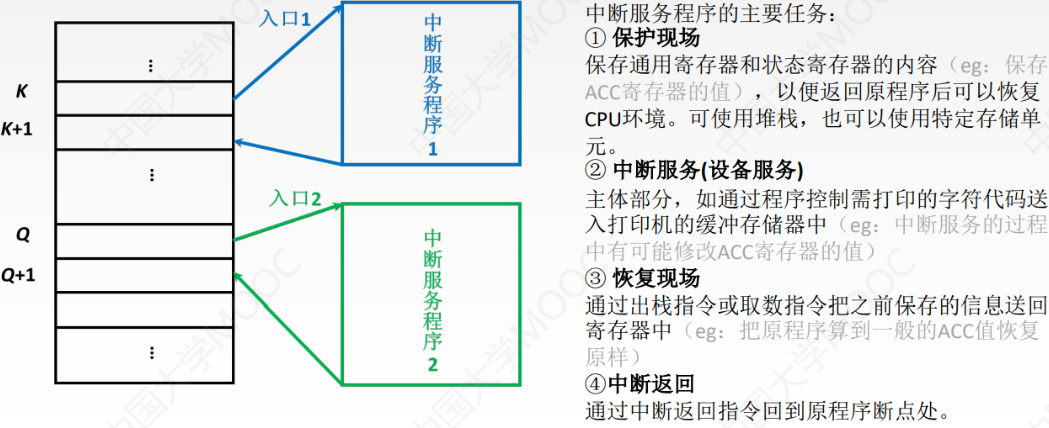 入口1
中断服务程序1
K
K+1
Q
Q+1
入口2
中断服务程序2
中断服务程序的主要任务：
① 保护现场
保存通用寄存器和状态寄存器的内容（eg：保存
ACC寄存器的值），以便返回原程序后可以恢复
CPU环境。可使用堆栈，也可以使用特定存储单
元。
② 中断服务(设备服务)
主体部分，如通过程序控制需打印的字符代码送
入打印机的缓冲存储器中（eg：中断服务的过程
中有可能修改ACC寄存器的值）
③ 恢复现场
通过出栈指令或取数指令把之前保存的信息送回
寄存器中（eg：把原程序算到一般的ACC值恢复
原样）
④中断返回
通过中断返回指令回到原程序断点处。
中国大学MOOC